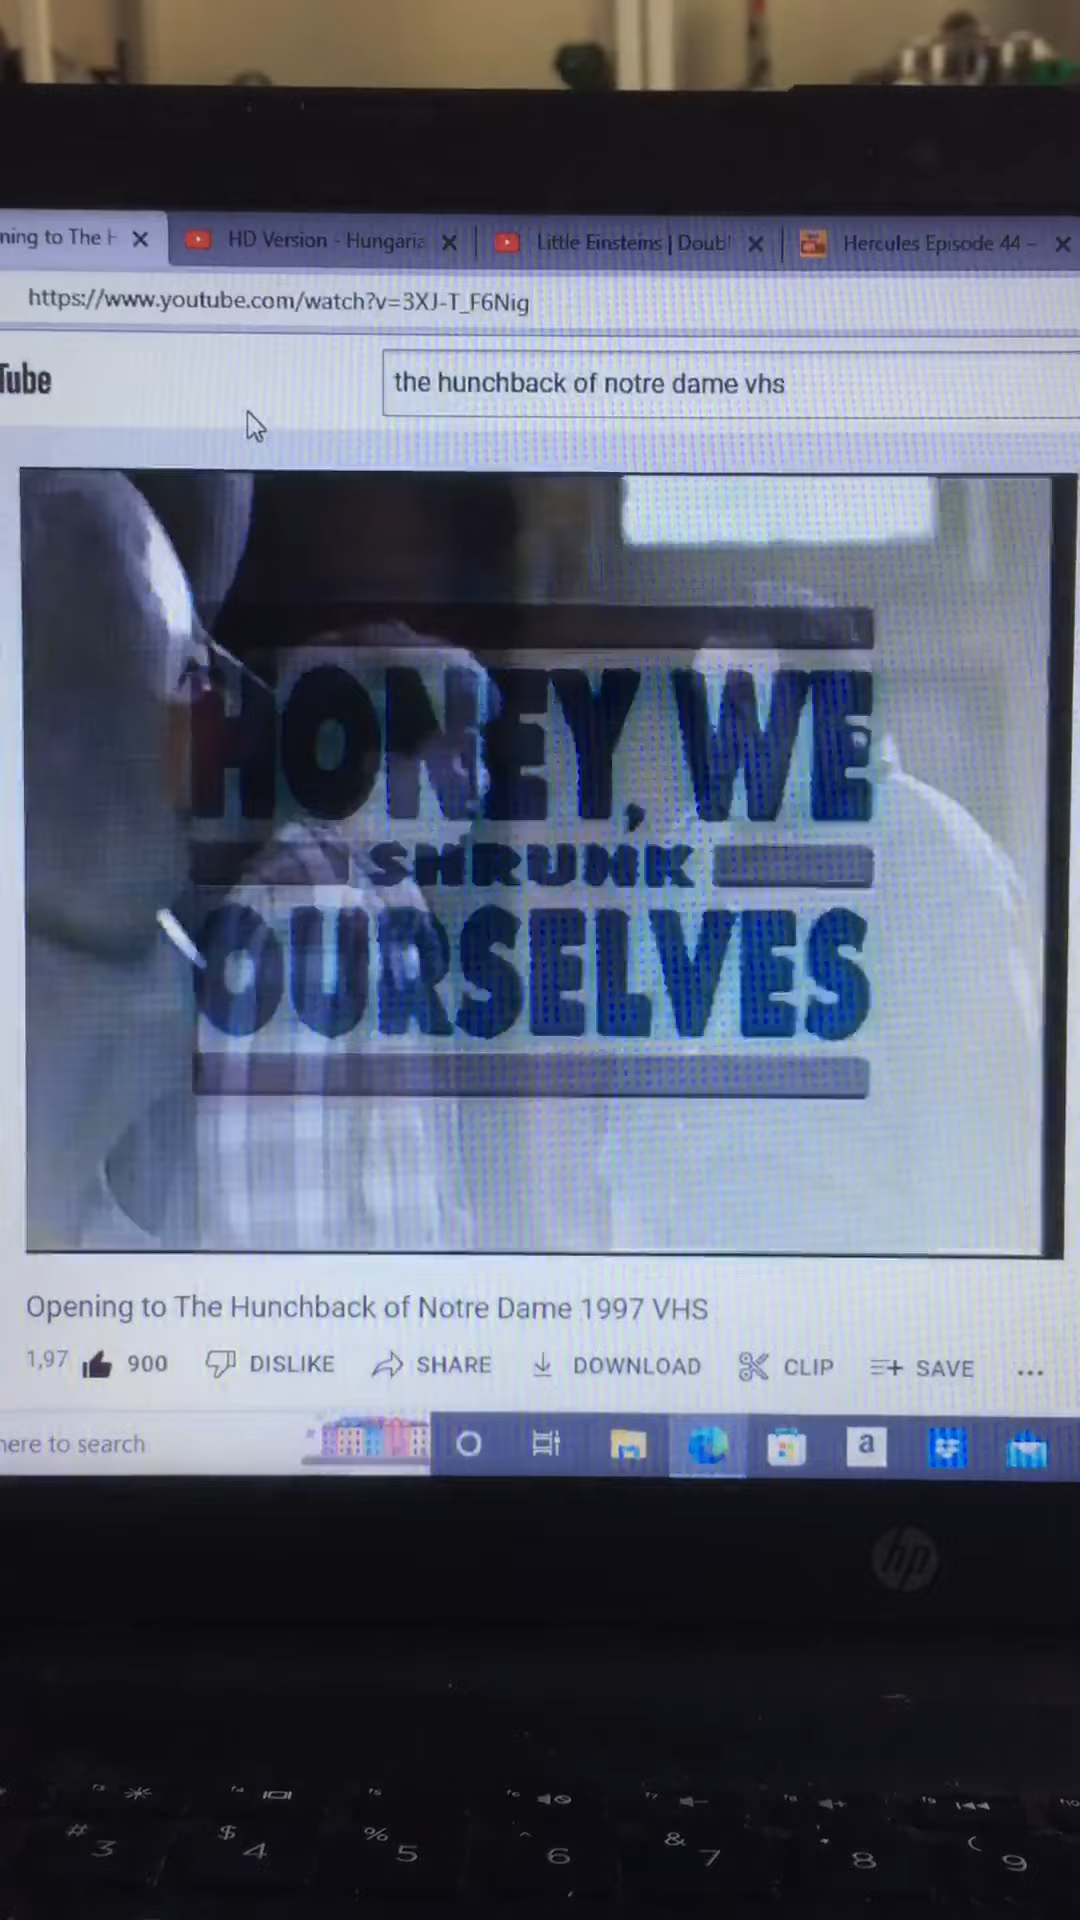 ning to The H
HD Version - Hungaria
Little Einsteins | Doubl
Hercules Episode 44 –
https://www.youtube.com/watch?v=3XJ-T_F6Nig
Tube
the hunchback of notre dame vhs
HONEY, WE
SHRUNK
OURSELVES
Opening to The Hunchback of Notre Dame 1997 VHS
1,97 900 DISLIKE SHARE DOWNLOAD CLIP SAVE ...
here to search
a
hp
# $ % ^ & * (
3 4 5 6 7 8 9